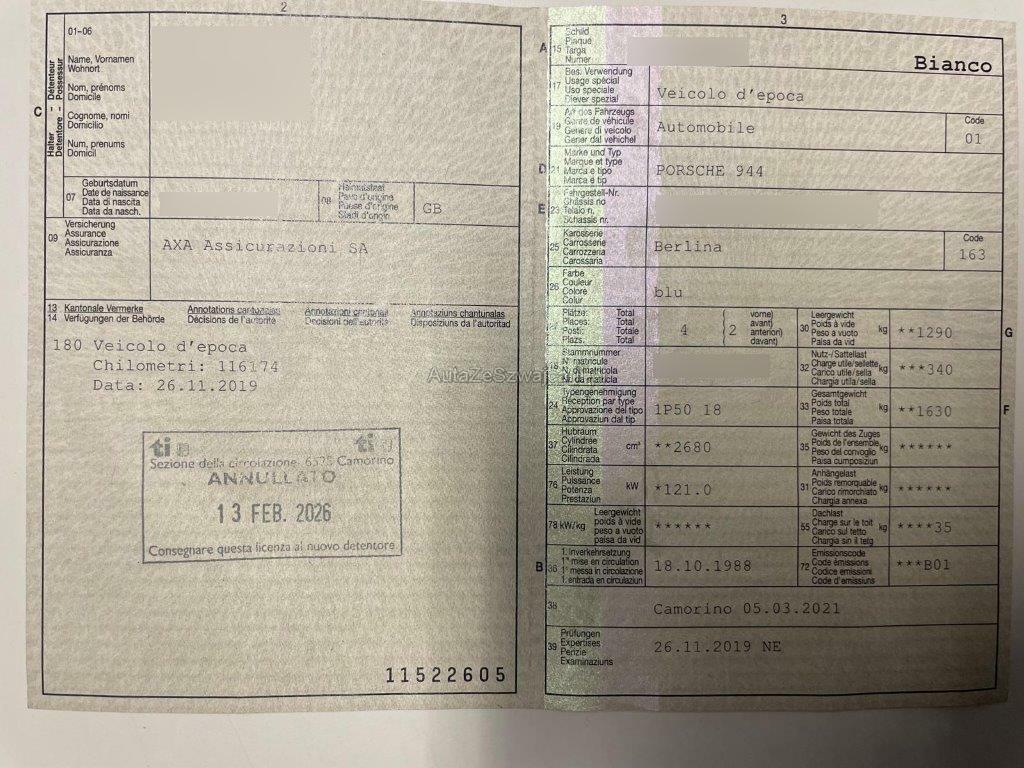 2
01-06
Name, Vornamen
Wohnort
Nom, prénoms
Domicile
Cognome, nomi
Domicilio
Num, prenums
Domicil
C
Halter - Détenteur
Detentore - Possessur
Geburtsdatum
07 Date de naissance
Data di nascita
Data da nasch.
08 Heimatstaat
Pays d'origine
Paese d'origine
Stadi d'origin
GB
Versicherung
09 Assurance
Assicurazione
Assicuranza
AXA Assicurazioni SA
13 Kantonale Vermerke Annotations cantonales Annotazioni cantonali Annotaziuns chantunalas
14 Verfügungen der Behörde Décisions de l'autorité Decisioni dell'autorità Disposiziuns da l'autoritad
180 Veicolo d'epoca
Chilometri: 116174
Data: 26.11.2019
ti ti
Sezione della circolazione, 6535 Camorino
ANNULLATO
13 FEB. 2026
Consegnare questa licenza al nuovo detentore
11522605
3
A
15 Schild
Plaque
Targa
Numer
Bianco
17 Bes. Verwendung
Usage spécial
Uso speciale
Diever spezial
Veicolo d'epoca
19 Art des Fahrzeugs
Genre de véhicule
Genere di veicolo
Gener dal vehichel
Automobile
Code
01
D
21 Marke und Typ
Marque et type
Marca e tipo
Marca e tip
PORSCHE 944
E
23 Fahrgestell-Nr.
Châssis no
Telaio n.
Schassis nr.
25 Karosserie
Carrosserie
Carrozzeria
Carossaria
Berlina
Code
163
26 Farbe
Couleur
Colore
Colur
blu
Plätze: Total
Places: Total
Posti: Totale
Plazs: Total
4
2
vorne)
avant)
anteriori)
davant)
30 Leergewicht
Poids à vide
Peso a vuoto
Paisa da vid
kg
**1290
G
18 Stammnummer
N° matricule
N. di matricola
Nr. da matricla
32 Nutz-/Sattellast
Charge utile/sellette
Carico utile/sella
Chargia utila/sella
kg
***340
24 Typengenehmigung
Réception par type
Approvazione del tipo
Approvaziun dal tip
1P50 18
33 Gesamtgewicht
Poids total
Peso totale
Paisa totala
kg
**1630
F
37 Hubraum
Cylindrée
Cilindrata
Cilindrada
cm³
**2680
35 Gewicht des Zuges
Poids de l'ensemble
Peso del convoglio
Paisa cumposiziun
kg
******
76 Leistung
Puissance
Potenza
Prestaziun
kW
*121.0
31 Anhängelast
Poids remorquable
Carico rimorchiato
Chargia annexa
kg
******
78 kW/kg
Leergewicht
poids à vide
peso a vuoto
paisa da vid
******
55 Dachlast
Charge sur le toit
Carico sul tetto
Chargia sin il tetg
kg
****35
B
36 1. Inverkehrsetzung
1re mise en circulation
1a messa in circolazione
1. entrada en circulaziun
18.10.1988
72 Emissionscode
Code émissions
Codice emissioni
Code d'emissiuns
***B01
38
Camorino 05.03.2021
39 Prüfungen
Expertises
Perizie
Examinaziuns
26.11.2019 NE